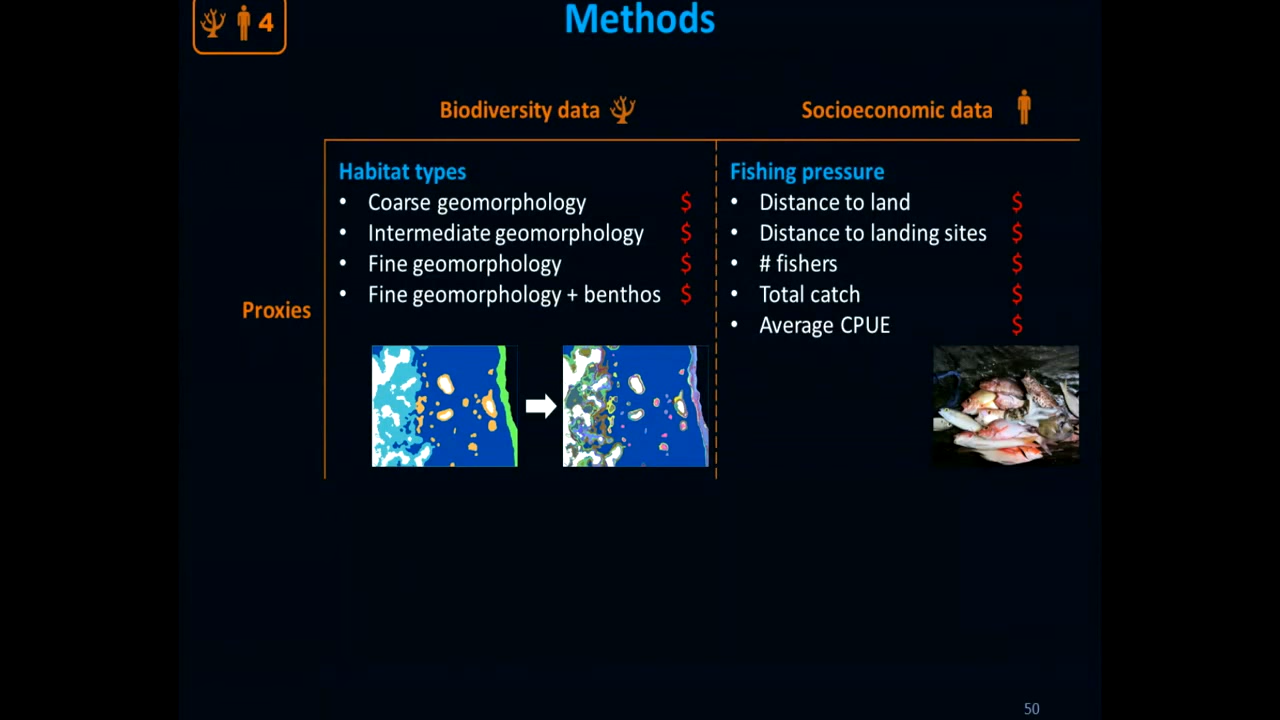 4
Methods
Biodiversity data
Socioeconomic data
Proxies
Habitat types
• Coarse geomorphology $
• Intermediate geomorphology $
• Fine geomorphology $
• Fine geomorphology + benthos $
Fishing pressure
• Distance to land $
• Distance to landing sites $
• # fishers $
• Total catch $
• Average CPUE $
50